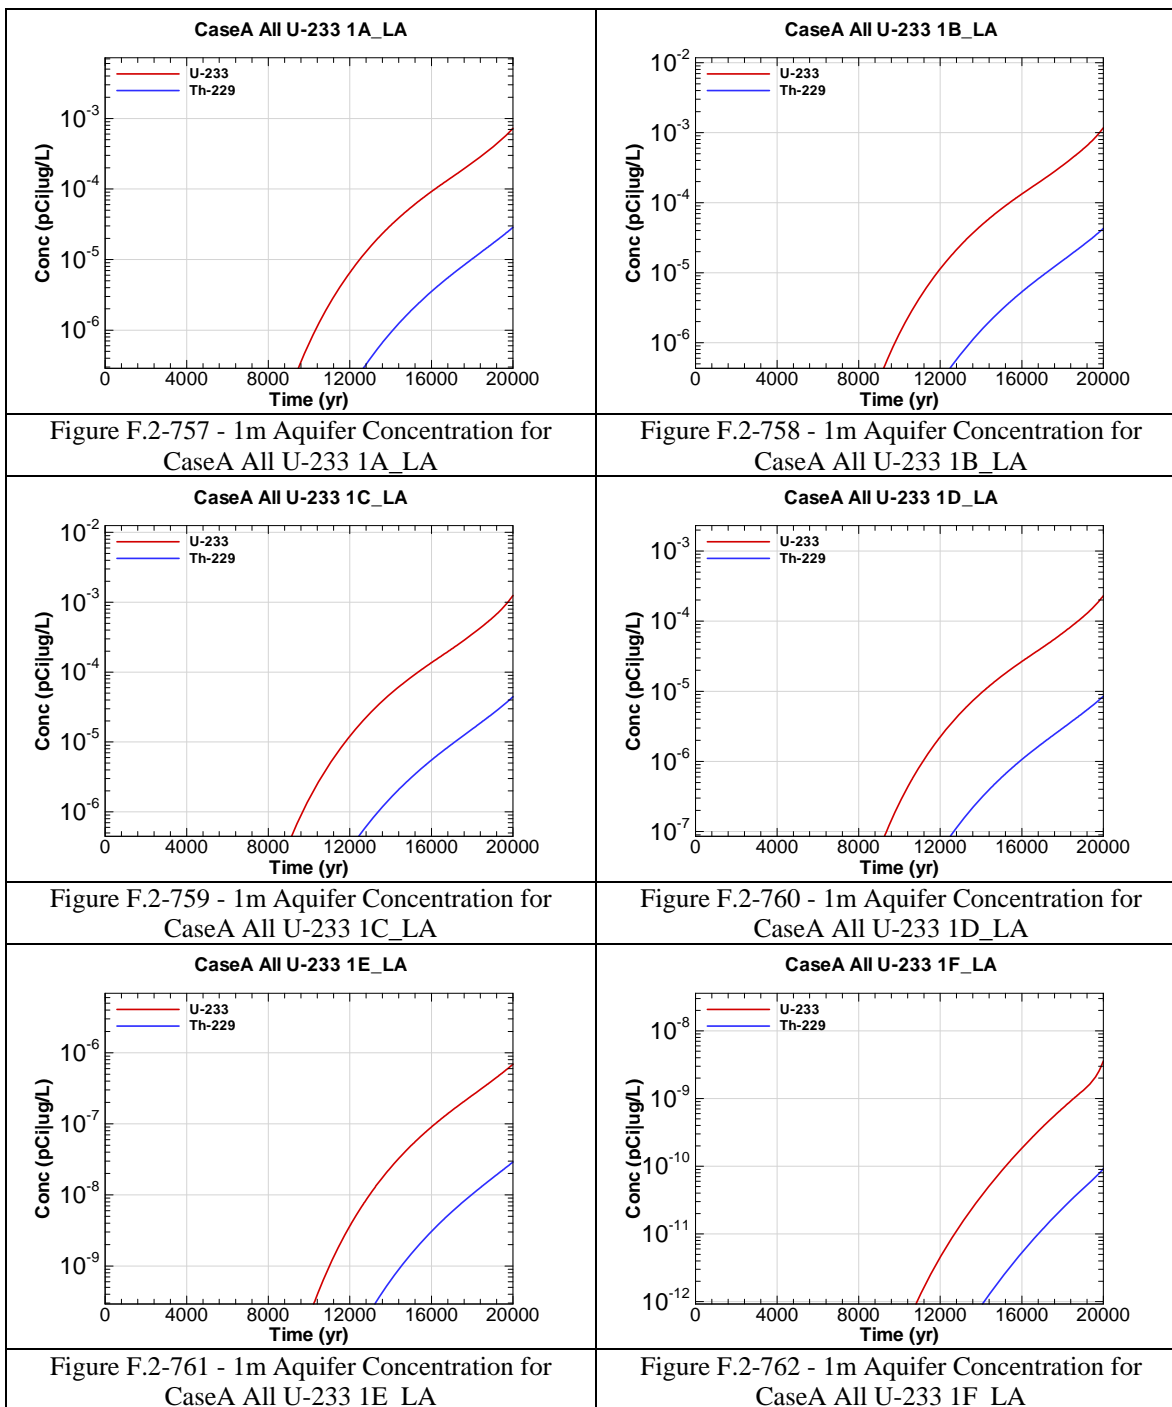 CaseA All U-233 1A_LA
U-233
Th-229
Conc (pCi|ug/L)
10-3
10-4
10-5
10-6
0 4000 8000 12000 16000 20000
Time (yr)
Figure F.2-757 - 1m Aquifer Concentration for
CaseA All U-233 1A_LA
CaseA All U-233 1B_LA
U-233
Th-229
Conc (pCi|ug/L)
10-2
10-3
10-4
10-5
10-6
0 4000 8000 12000 16000 20000
Time (yr)
Figure F.2-758 - 1m Aquifer Concentration for
CaseA All U-233 1B_LA
CaseA All U-233 1C_LA
U-233
Th-229
Conc (pCi|ug/L)
10-2
10-3
10-4
10-5
10-6
0 4000 8000 12000 16000 20000
Time (yr)
Figure F.2-759 - 1m Aquifer Concentration for
CaseA All U-233 1C_LA
CaseA All U-233 1D_LA
U-233
Th-229
Conc (pCi|ug/L)
10-3
10-4
10-5
10-6
10-7
0 4000 8000 12000 16000 20000
Time (yr)
Figure F.2-760 - 1m Aquifer Concentration for
CaseA All U-233 1D_LA
CaseA All U-233 1E_LA
U-233
Th-229
Conc (pCi|ug/L)
10-6
10-7
10-8
10-9
0 4000 8000 12000 16000 20000
Time (yr)
Figure F.2-761 - 1m Aquifer Concentration for
CaseA All U-233 1E_LA
CaseA All U-233 1F_LA
U-233
Th-229
Conc (pCi|ug/L)
10-8
10-9
10-10
10-11
10-12
0 4000 8000 12000 16000 20000
Time (yr)
Figure F.2-762 - 1m Aquifer Concentration for
CaseA All U-233 1F_LA